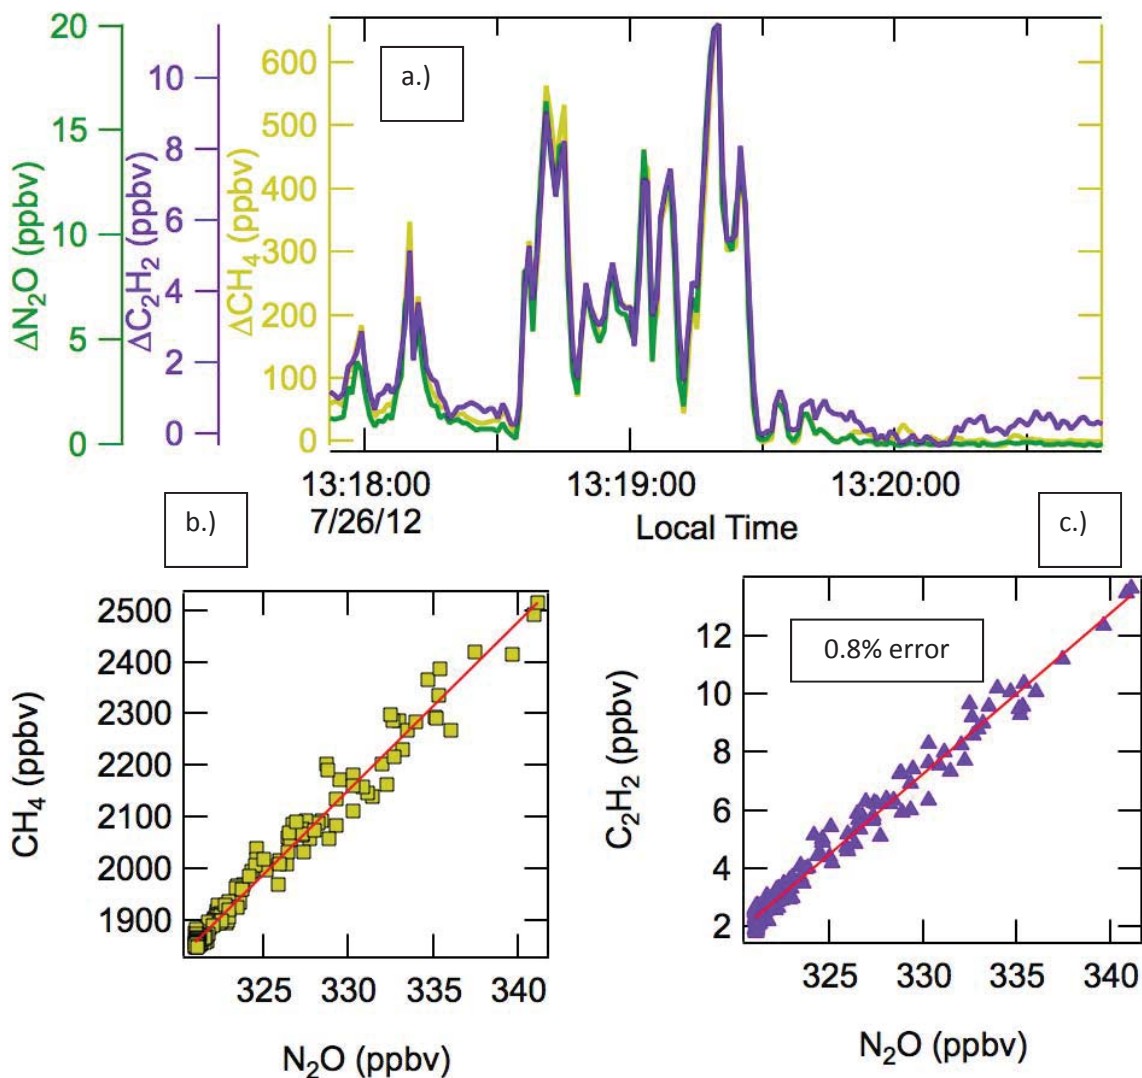 a.)
ΔN₂O (ppbv)
20
15
10
5
0
ΔC₂H₂ (ppbv)
10
8
6
4
2
0
ΔCH₄ (ppbv)
600
500
400
300
200
100
0
13:18:00 13:19:00 13:20:00
7/26/12
Local Time
b.)
CH₄ (ppbv)
2500
2400
2300
2200
2100
2000
1900
325 330 335 340
N₂O (ppbv)
c.)
0.8% error
C₂H₂ (ppbv)
12
10
8
6
4
2
325 330 335 340
N₂O (ppbv)